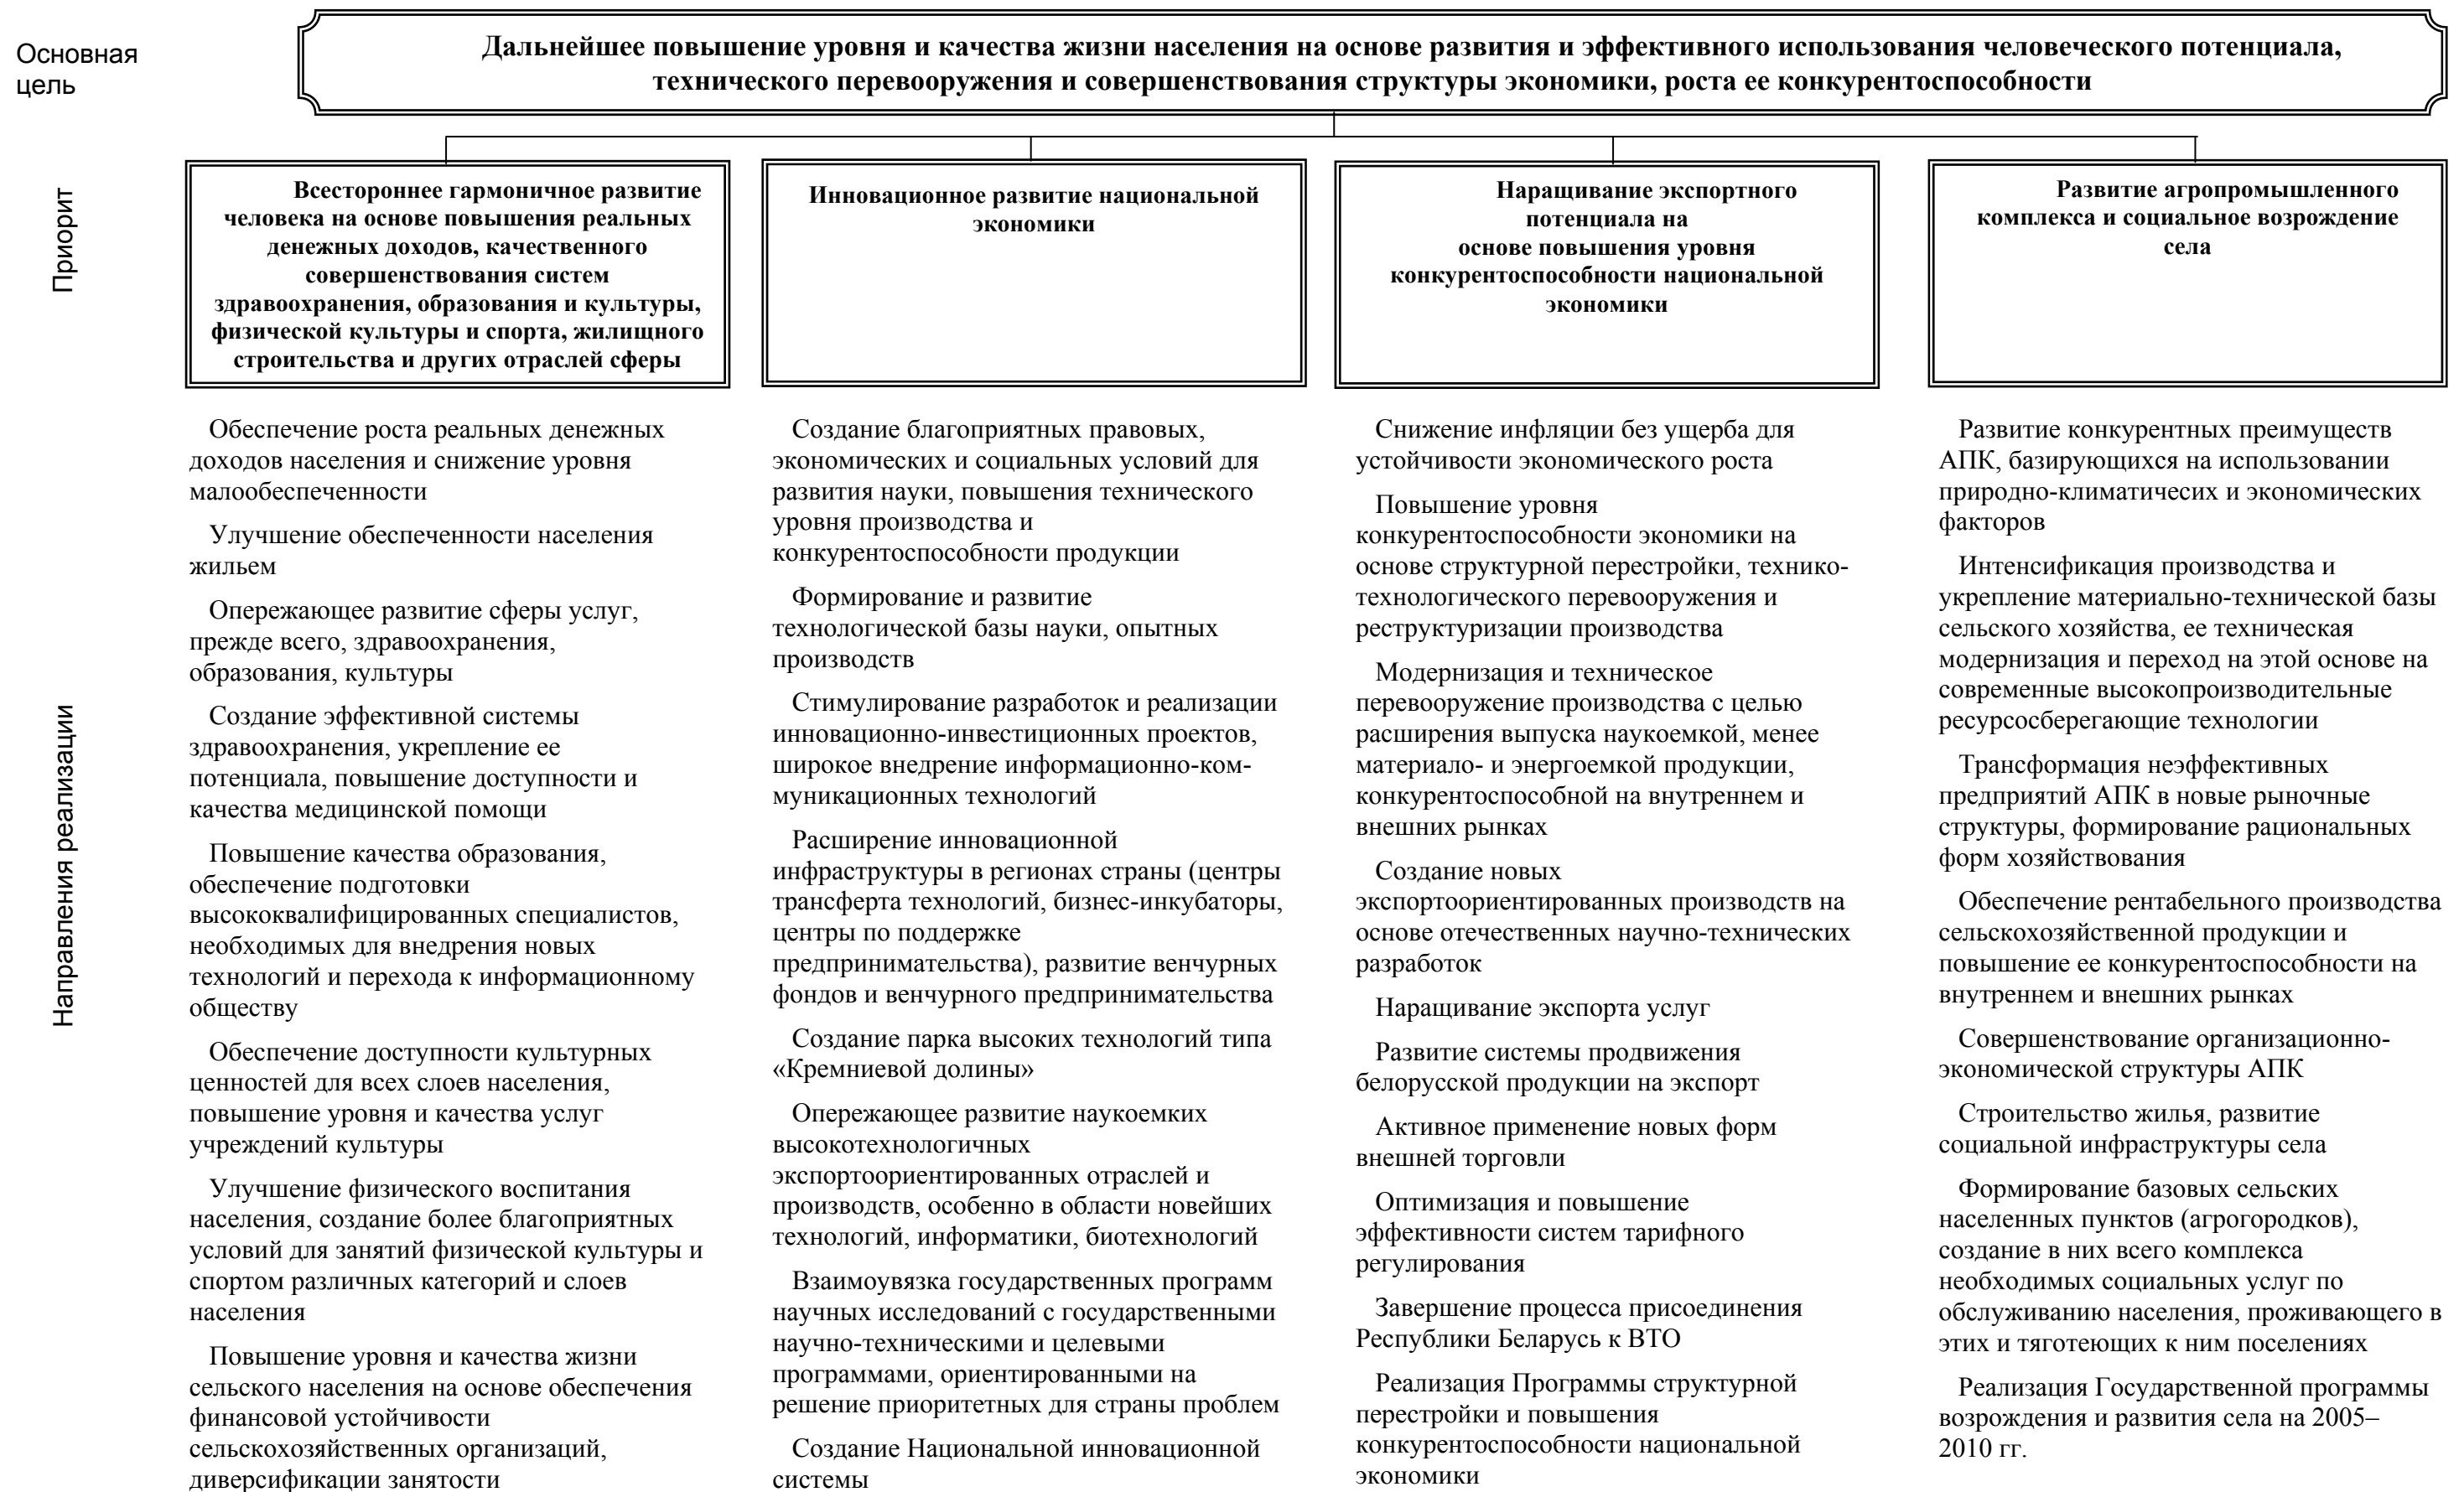 Основная
цель
Дальнейшее повышение уровня и качества жизни населения на основе развития и эффективного использования человеческого потенциала,
технического перевооружения и совершенствования структуры экономики, роста ее конкурентоспособности
Приоритет
Всестороннее гармоничное развитие
человека на основе повышения реальных
денежных доходов, качественного
совершенствования систем
здравоохранения, образования и культуры,
физической культуры и спорта, жилищного
строительства и других отраслей сферы
Инновационное развитие национальной
экономики
Наращивание экспортного
потенциала на
основе повышения уровня
конкурентоспособности национальной
экономики
Развитие агропромышленного
комплекса и социальное возрождение
села
Направления реализации
Обеспечение роста реальных денежных
доходов населения и снижение уровня
малообеспеченности
Улучшение обеспеченности населения
жильем
Опережающее развитие сферы услуг,
прежде всего, здравоохранения,
образования, культуры
Создание эффективной системы
здравоохранения, укрепление ее
потенциала, повышение доступности и
качества медицинской помощи
Повышение качества образования,
обеспечение подготовки
высококвалифицированных специалистов,
необходимых для внедрения новых
технологий и перехода к информационному
обществу
Обеспечение доступности культурных
ценностей для всех слоев населения,
повышение уровня и качества услуг
учреждений культуры
Улучшение физического воспитания
населения, создание более благоприятных
условий для занятий физической культуры и
спортом различных категорий и слоев
населения
Повышение уровня и качества жизни
сельского населения на основе обеспечения
финансовой устойчивости
сельскохозяйственных организаций,
диверсификации занятости
Создание благоприятных правовых,
экономических и социальных условий для
развития науки, повышения технического
уровня производства и
конкурентоспособности продукции
Формирование и развитие
технологической базы науки, опытных
производств
Стимулирование разработок и реализации
инновационно-инвестиционных проектов,
широкое внедрение информационно-ком-
муникационных технологий
Расширение инновационной
инфраструктуры в регионах страны (центры
трансферта технологий, бизнес-инкубаторы,
центры по поддержке
предпринимательства), развитие венчурных
фондов и венчурного предпринимательства
Создание парка высоких технологий типа
«Кремниевой долины»
Опережающее развитие наукоемких
высокотехнологичных
экспортоориентированных отраслей и
производств, особенно в области новейших
технологий, информатики, биотехнологий
Взаимоувязка государственных программ
научных исследований с государственными
научно-техническими и целевыми
программами, ориентированными на
решение приоритетных для страны проблем
Создание Национальной инновационной
системы
Снижение инфляции без ущерба для
устойчивости экономического роста
Повышение уровня
конкурентоспособности экономики на
основе структурной перестройки, технико-
технологического перевооружения и
реструктуризации производства
Модернизация и техническое
перевооружение производства с целью
расширения выпуска наукоемкой, менее
материало- и энергоемкой продукции,
конкурентоспособной на внутреннем и
внешних рынках
Создание новых
экспортоориентированных производств на
основе отечественных научно-технических
разработок
Наращивание экспорта услуг
Развитие системы продвижения
белорусской продукции на экспорт
Активное применение новых форм
внешней торговли
Оптимизация и повышение
эффективности систем тарифного
регулирования
Завершение процесса присоединения
Республики Беларусь к ВТО
Реализация Программы структурной
перестройки и повышения
конкурентоспособности национальной
экономики
Развитие конкурентных преимуществ
АПК, базирующихся на использовании
природно-климатичесих и экономических
факторов
Интенсификация производства и
укрепление материально-технической базы
сельского хозяйства, ее техническая
модернизация и переход на этой основе на
современные высокопроизводительные
ресурсосберегающие технологии
Трансформация неэффективных
предприятий АПК в новые рыночные
структуры, формирование рациональных
форм хозяйствования
Обеспечение рентабельного производства
сельскохозяйственной продукции и
повышение ее конкурентоспособности на
внутреннем и внешних рынках
Совершенствование организационно-
экономической структуры АПК
Строительство жилья, развитие
социальной инфраструктуры села
Формирование базовых сельских
населенных пунктов (агрогородков),
создание в них всего комплекса
необходимых социальных услуг по
обслуживанию населения, проживающего в
этих и тяготеющих к ним поселениях
Реализация Государственной программы
возрождения и развития села на 2005–
2010 гг.